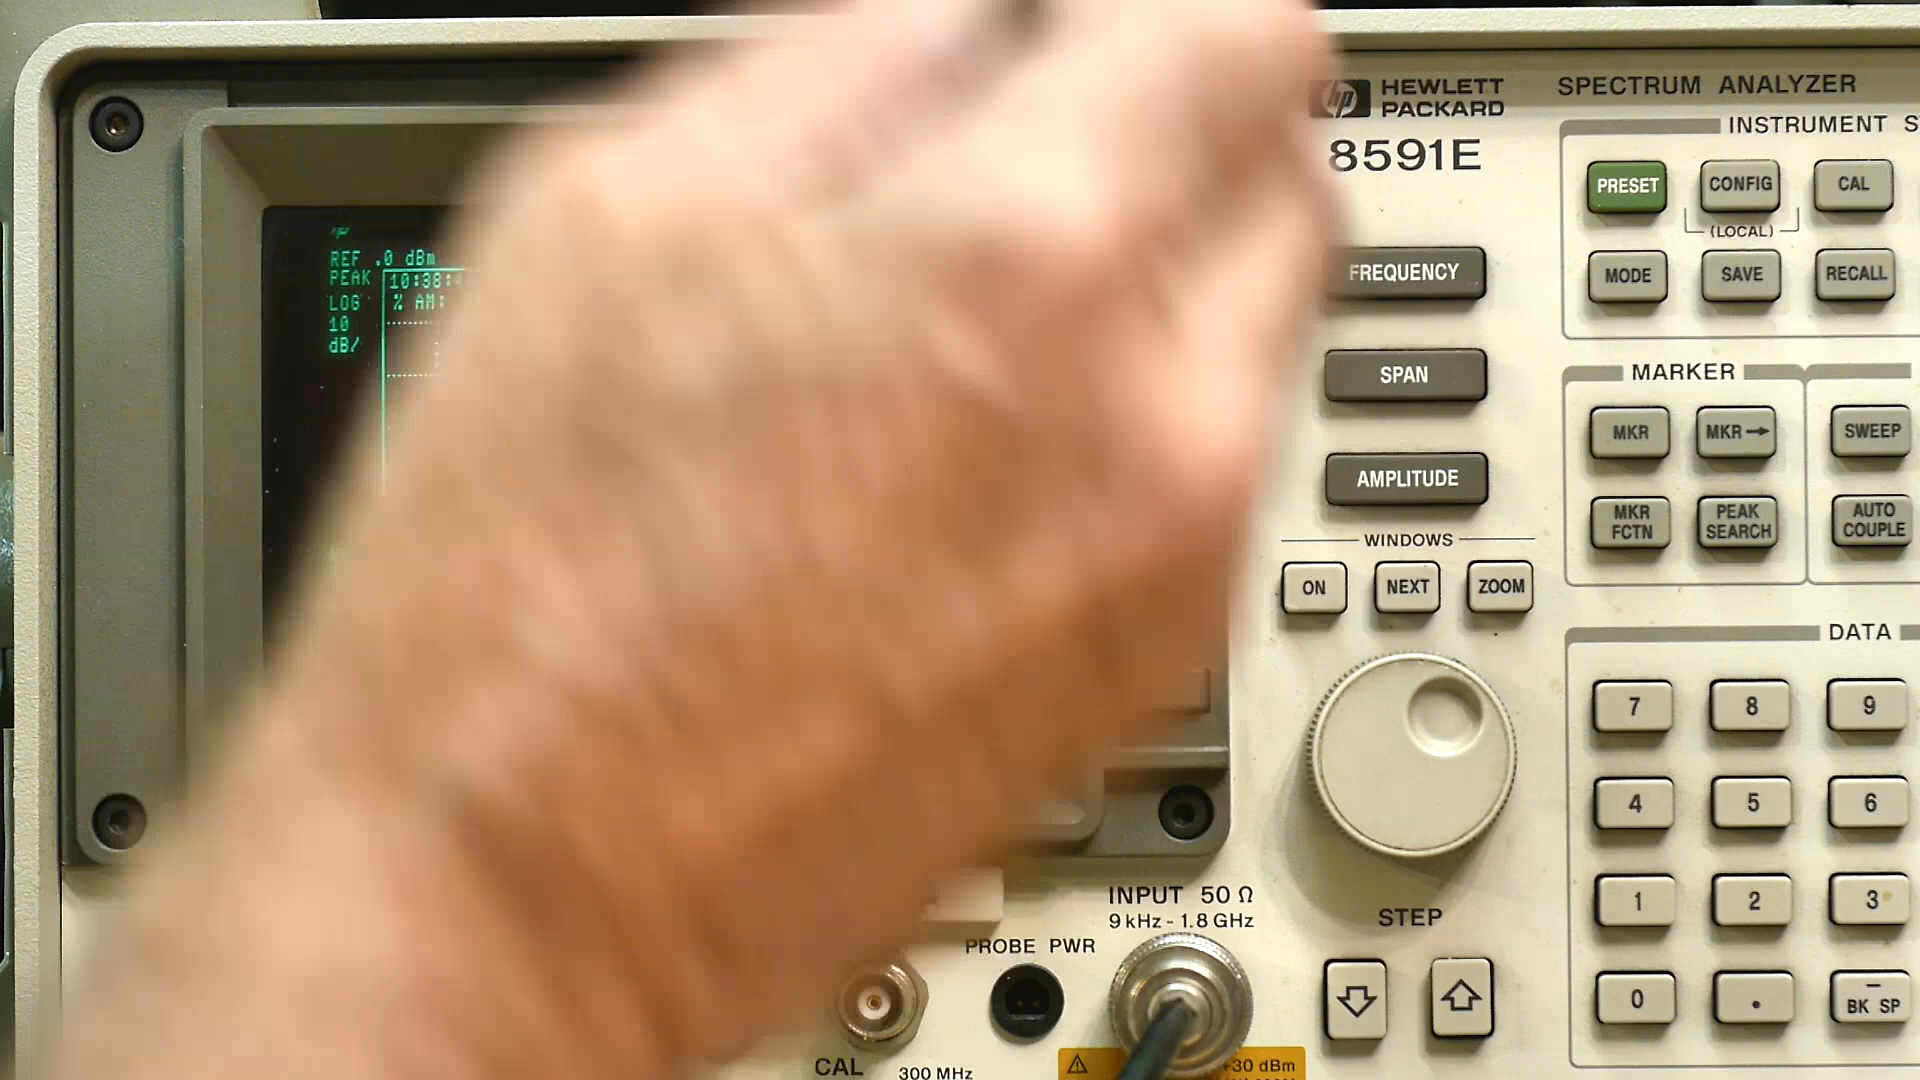 hp HEWLETT
PACKARD
8591E
SPECTRUM ANALYZER
INSTRUMENT S
PRESET
CONFIG
CAL
(LOCAL)
MODE
SAVE
RECALL
REF .0 dBm
PEAK
LOG
10
dB/
10:38:
% AM:
FREQUENCY
SPAN
AMPLITUDE
MARKER
MKR
MKR→
SWEEP
MKR
FCTN
PEAK
SEARCH
AUTO
COUPLE
WINDOWS
ON
NEXT
ZOOM
DATA
7
8
9
4
5
6
1
2
3
0
.
–
BK SP
STEP
INPUT 50 Ω
9 kHz - 1.8 GHz
PROBE PWR
CAL
300 MHz
+30 dBm